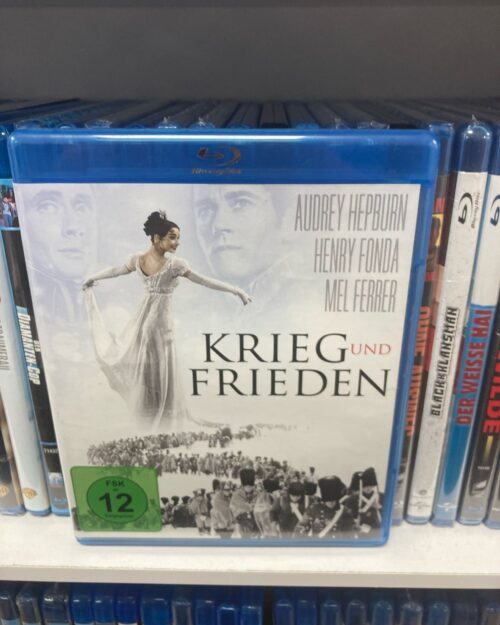 Blu-ray Disc
AUDREY HEPBURN
HENRY FONDA
MEL FERRER
KRIEG UND
FRIEDEN
FSK
12
BLACKkKLANSMAN
DER WEISSE HAI